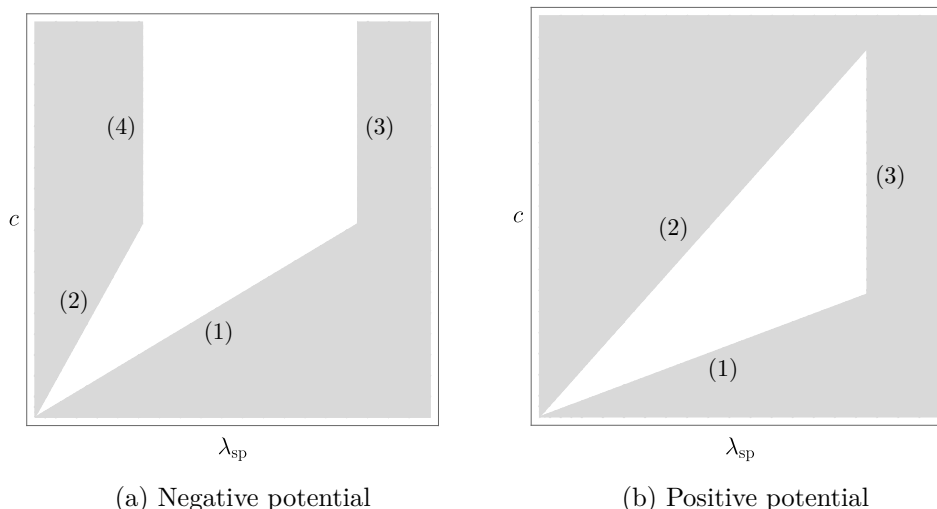 (4)
(3)
c
(2)
(1)
λsp
(a) Negative potential
(2)
(3)
c
(1)
λsp
(b) Positive potential